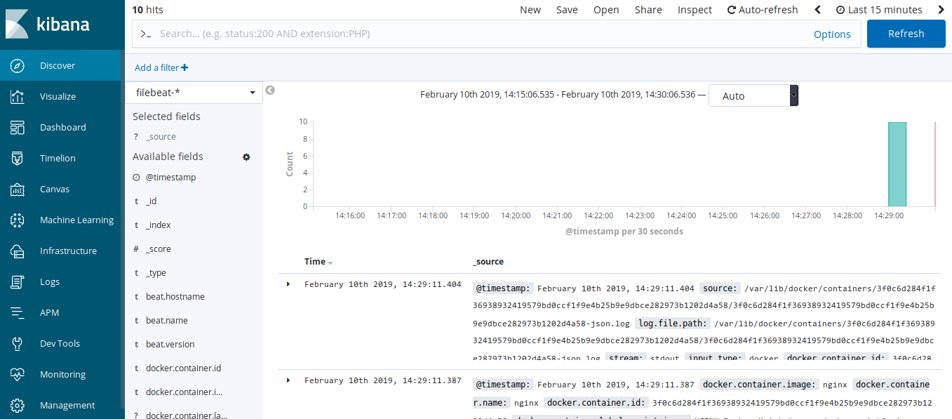 kibana
Discover
Visualize
Dashboard
Timelion
Canvas
Machine Learning
Infrastructure
Logs
APM
Dev Tools
Monitoring
Management
10 hits
New Save Open Share Inspect Auto-refresh Last 15 minutes
>_ Search... (e.g. status:200 AND extension:PHP) Options Refresh
Add a filter +
filebeat-*
Selected fields
? _source
Available fields
@timestamp
t _id
t _index
# _score
t _type
t beat.hostname
t beat.name
t beat.version
t docker.container.id
t docker.container.i...
? docker.container.la...
February 10th 2019, 14:15:06.535 - February 10th 2019, 14:30:06.536 — Auto
Count
10
8
6
4
2
0
14:16:00 14:17:00 14:18:00 14:19:00 14:20:00 14:21:00 14:22:00 14:23:00 14:24:00 14:25:00 14:26:00 14:27:00 14:28:00 14:29:00
@timestamp per 30 seconds
Time _source
February 10th 2019, 14:29:11.404 @timestamp: February 10th 2019, 14:29:11.404 source: /var/lib/docker/containers/3f0c6d284f1f
36938932419579bd0ccf1f9e4b25b9e9dbce282973b1202d4a58/3f0c6d284f1f36938932419579bd0ccf1f9e4b25
b9e9dbce282973b1202d4a58-json.log log.file.path: /var/lib/docker/containers/3f0c6d284f1f369389
32419579bd0ccf1f9e4b25b9e9dbce282973b1202d4a58/3f0c6d284f1f36938932419579bd0ccf1f9e4b25b9e9dbc
e282973b1202d4a58-json.log stream: stdout input.type: docker docker.container.id: 3f0c6d28
February 10th 2019, 14:29:11.387 @timestamp: February 10th 2019, 14:29:11.387 docker.container.image: nginx docker.containe
r.name: nginx docker.container.id: 3f0c6d284f1f36938932419579bd0ccf1f9e4b25b9e9dbce282973b12